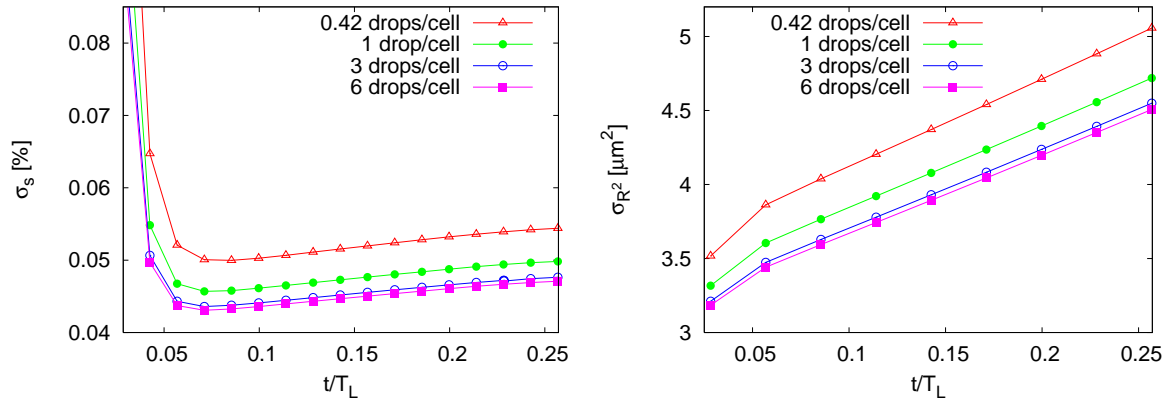 0.08
0.07
0.06
0.05
0.04
σs [%]
0.42 drops/cell
1 drop/cell
3 drops/cell
6 drops/cell
0.05 0.1 0.15 0.2 0.25
t/TL
5
4.5
4
3.5
3
σR² [μm²]
0.42 drops/cell
1 drop/cell
3 drops/cell
6 drops/cell
0.05 0.1 0.15 0.2 0.25
t/TL